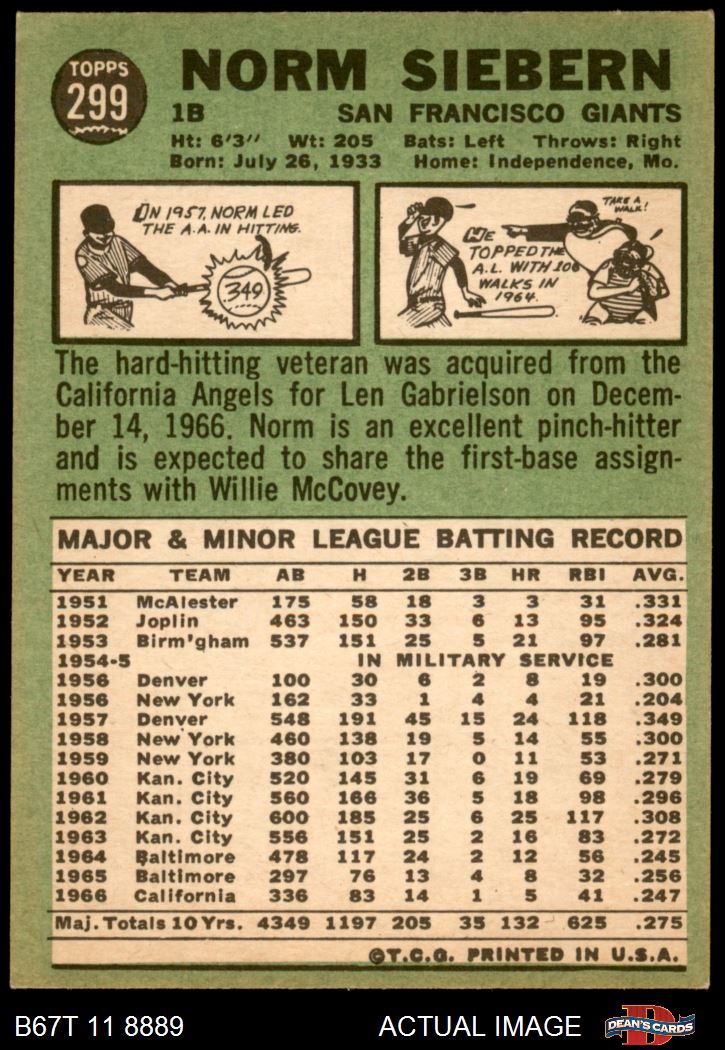 TOPPS
299
NORM SIEBERN
1B SAN FRANCISCO GIANTS
Ht: 6'3" Wt: 205 Bats: Left Throws: Right
Born: July 26, 1933 Home: Independence, Mo.
IN 1957, NORM LED
THE A.A. IN HITTING.
349
TAKE A
WALK!
HE
TOPPED THE
A.L. WITH 106
WALKS IN
1964.
The hard-hitting veteran was acquired from the
California Angels for Len Gabrielson on Decem-
ber 14, 1966. Norm is an excellent pinch-hitter
and is expected to share the first-base assign-
ments with Willie McCovey.
MAJOR & MINOR LEAGUE BATTING RECORD
YEAR TEAM AB H 2B 3B HR RBI AVG.
1951 McAlester 175 58 18 3 3 31 .331
1952 Joplin 463 150 33 6 13 95 .324
1953 Birm'gham 537 151 25 5 21 97 .281
1954-5 IN MILITARY SERVICE
1956 Denver 100 30 6 2 8 19 .300
1956 New York 162 33 1 4 4 21 .204
1957 Denver 548 191 45 15 24 118 .349
1958 New York 460 138 19 5 14 55 .300
1959 New York 380 103 17 0 11 53 .271
1960 Kan. City 520 145 31 6 19 69 .279
1961 Kan. City 560 166 36 5 18 98 .296
1962 Kan. City 600 185 25 6 25 117 .308
1963 Kan. City 556 151 25 2 16 83 .272
1964 Baltimore 478 117 24 2 12 56 .245
1965 Baltimore 297 76 13 4 8 32 .256
1966 California 336 83 14 1 5 41 .247
Maj. Totals 10 Yrs. 4349 1197 205 35 132 625 .275
©T.C.G. PRINTED IN U.S.A.
B67T 11 8889 ACTUAL IMAGE
DEAN'S CARDS